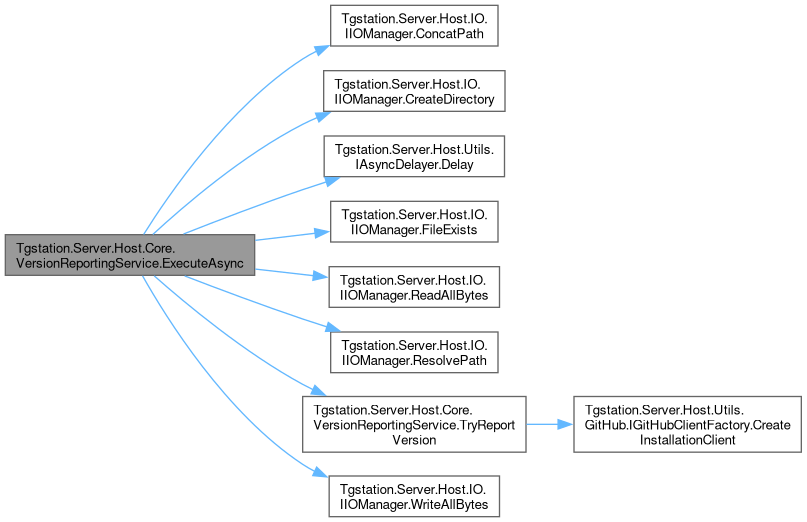 Tgstation.Server.Host.IO.
IIOManager.ConcatPath
Tgstation.Server.Host.IO.
IIOManager.CreateDirectory
Tgstation.Server.Host.Utils.
IAsyncDelayer.Delay
Tgstation.Server.Host.IO.
IIOManager.FileExists
Tgstation.Server.Host.Core.
VersionReportingService.ExecuteAsync
Tgstation.Server.Host.IO.
IIOManager.ReadAllBytes
Tgstation.Server.Host.IO.
IIOManager.ResolvePath
Tgstation.Server.Host.Core.
VersionReportingService.TryReport
Version
Tgstation.Server.Host.Utils.
GitHub.IGitHubClientFactory.Create
InstallationClient
Tgstation.Server.Host.IO.
IIOManager.WriteAllBytes